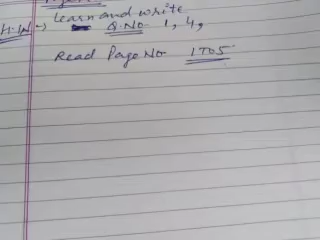 learn and write
H.W → Q.No. 1, 4,
Read Page No. 1 TO 5